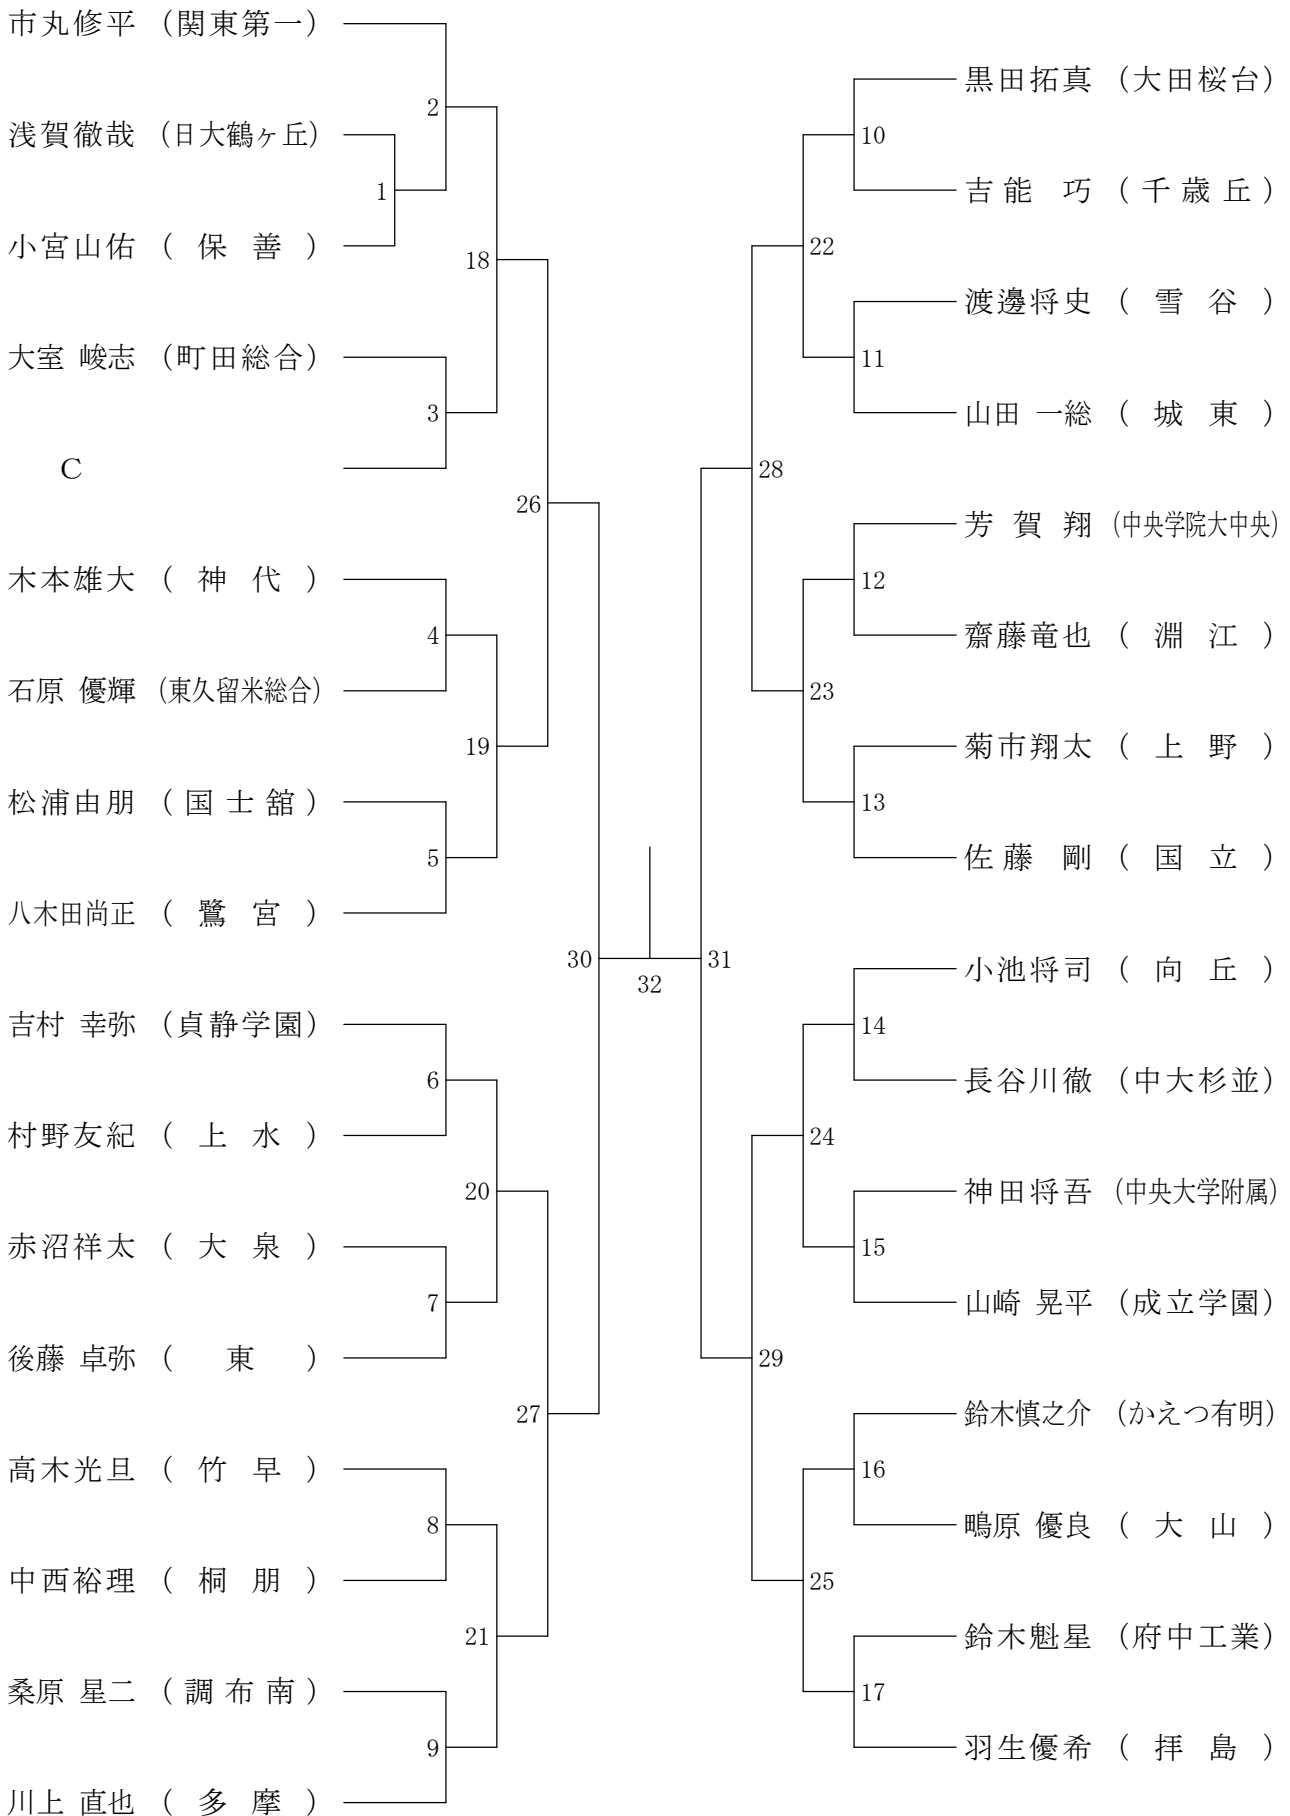 市丸修平 (関東第一)
2
浅賀徹哉 (日大鶴ヶ丘)
1
小宮山佑 ( 保 善 )
18
大室 峻志 (町田総合)
3
C
26
木本雄大 ( 神 代 )
4
石原 優輝 (東久留米総合)
19
松浦由朋 ( 国 士 舘 )
5
八木田尚正 ( 鷺 宮 )
30
吉村 幸弥 (貞静学園)
6
村野友紀 ( 上 水 )
20
赤沼祥太 ( 大 泉 )
7
後藤 卓弥 ( 東 )
27
高木光旦 ( 竹 早 )
8
中西裕理 ( 桐 朋 )
21
桑原 星二 ( 調 布 南 )
9
川上 直也 ( 多 摩 )
32
黒田拓真 (大田桜台)
10
吉能 巧 ( 千 歳 丘 )
22
渡邊将史 ( 雪 谷 )
11
山田 一総 ( 城 東 )
28
芳 賀 翔 (中央学院大中央)
12
齋藤竜也 ( 淵 江 )
23
菊市翔太 ( 上 野 )
13
佐藤 剛 ( 国 立 )
31
小池将司 ( 向 丘 )
14
長谷川徹 (中大杉並)
24
神田将吾 (中央大学附属)
15
山崎 晃平 (成立学園)
29
鈴木慎之介 (かえつ有明)
16
鴫原 優良 ( 大 山 )
25
鈴木魁星 (府中工業)
17
羽生優希 ( 拝 島 )